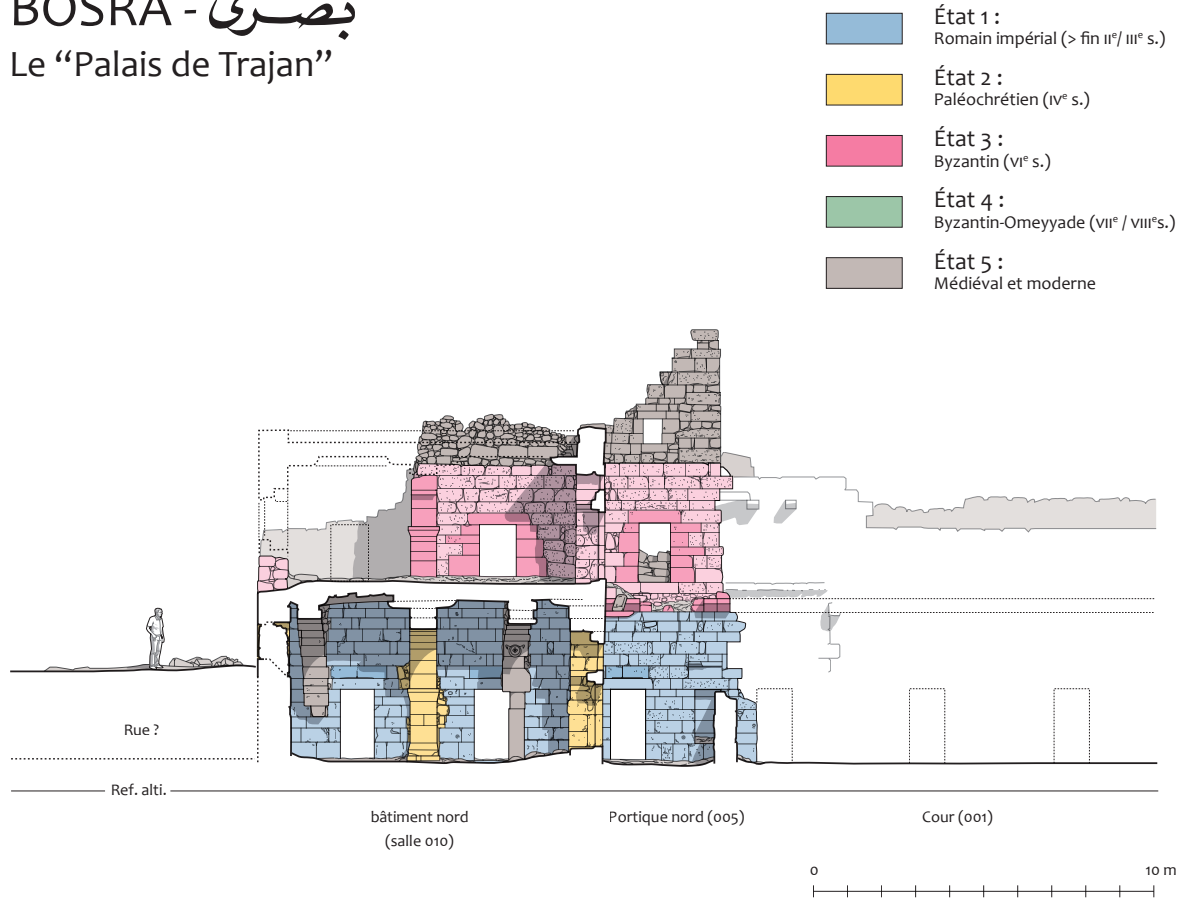 BOSRA - بصرى
Le “Palais de Trajan”
État 1 :
Romain impérial (> fin IIᵉ/ IIIᵉ s.)
État 2 :
Paléochrétien (IVᵉ s.)
État 3 :
Byzantin (VIᵉ s.)
État 4 :
Byzantin-Omeyyade (VIIᵉ / VIIIᵉs.)
État 5 :
Médiéval et moderne
Rue ?
Ref. alti.
bâtiment nord
(salle 010)
Portique nord (005)
Cour (001)
0 10 m